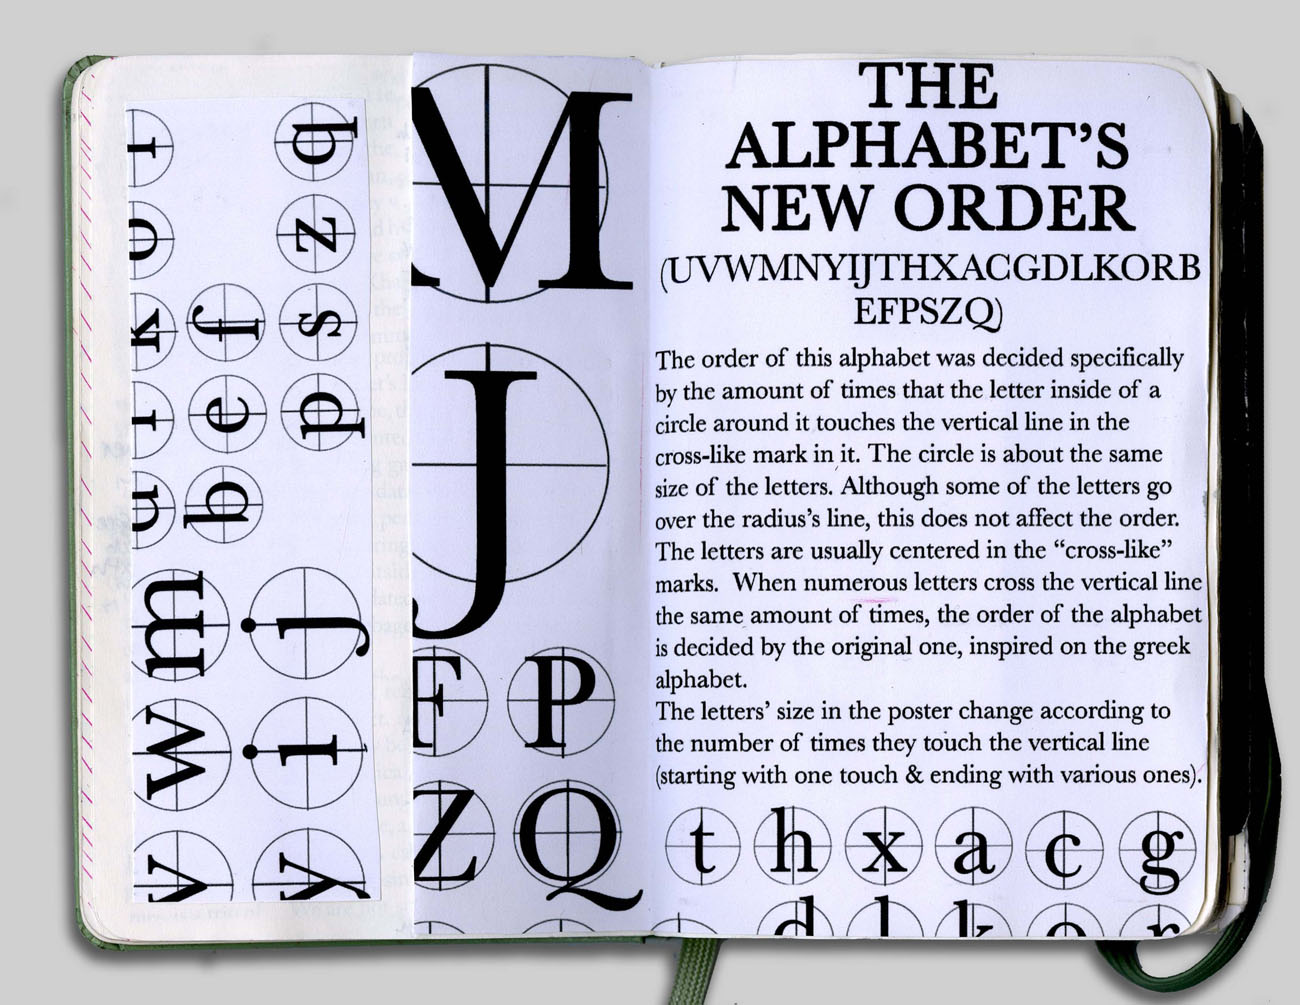 M
J
F P
Z Q
THE
ALPHABET'S
NEW ORDER
(UVWMNYIJTHXACGDLKORB
EFPSZQ)
The order of this alphabet was decided specifically
by the amount of times that the letter inside of a
circle around it touches the vertical line in the
cross-like mark in it. The circle is about the same
size of the letters. Although some of the letters go
over the radius's line, this does not affect the order.
The letters are usually centered in the “cross-like”
marks. When numerous letters cross the vertical line
the same amount of times, the order of the alphabet
is decided by the original one, inspired on the greek
alphabet.
The letters' size in the poster change according to
the number of times they touch the vertical line
(starting with one touch & ending with various ones).
t h x a c g
d l k o r
v w m u k o
y i j b e f
p s z q